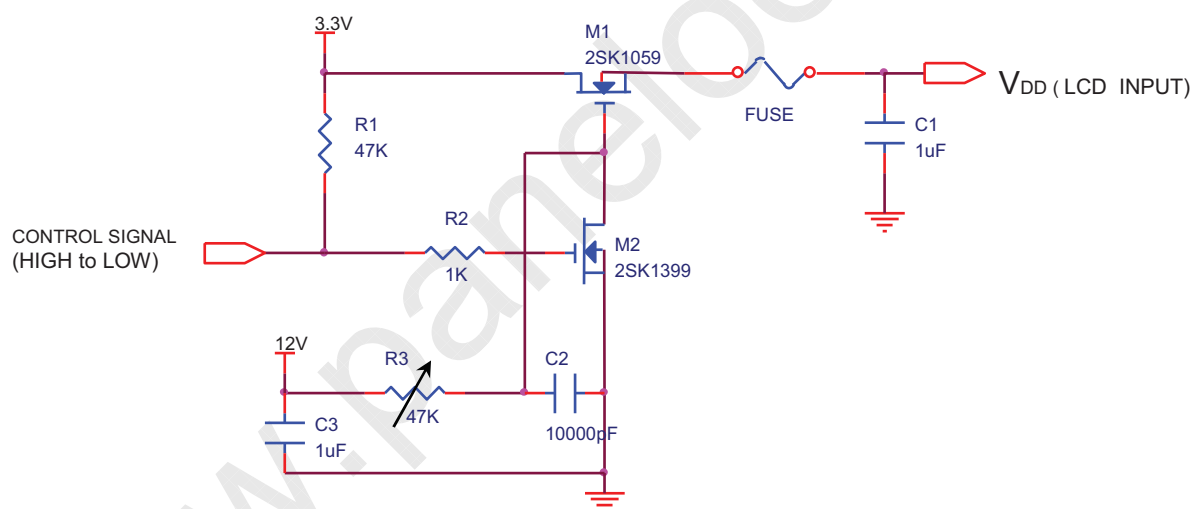 3.3V
M1
2SK1059
R1
47K
FUSE
VDD ( LCD INPUT)
C1
1uF
CONTROL SIGNAL
(HIGH to LOW)
R2
1K
M2
2SK1399
12V
R3
47K
C2
10000pF
C3
1uF
w.paneloo